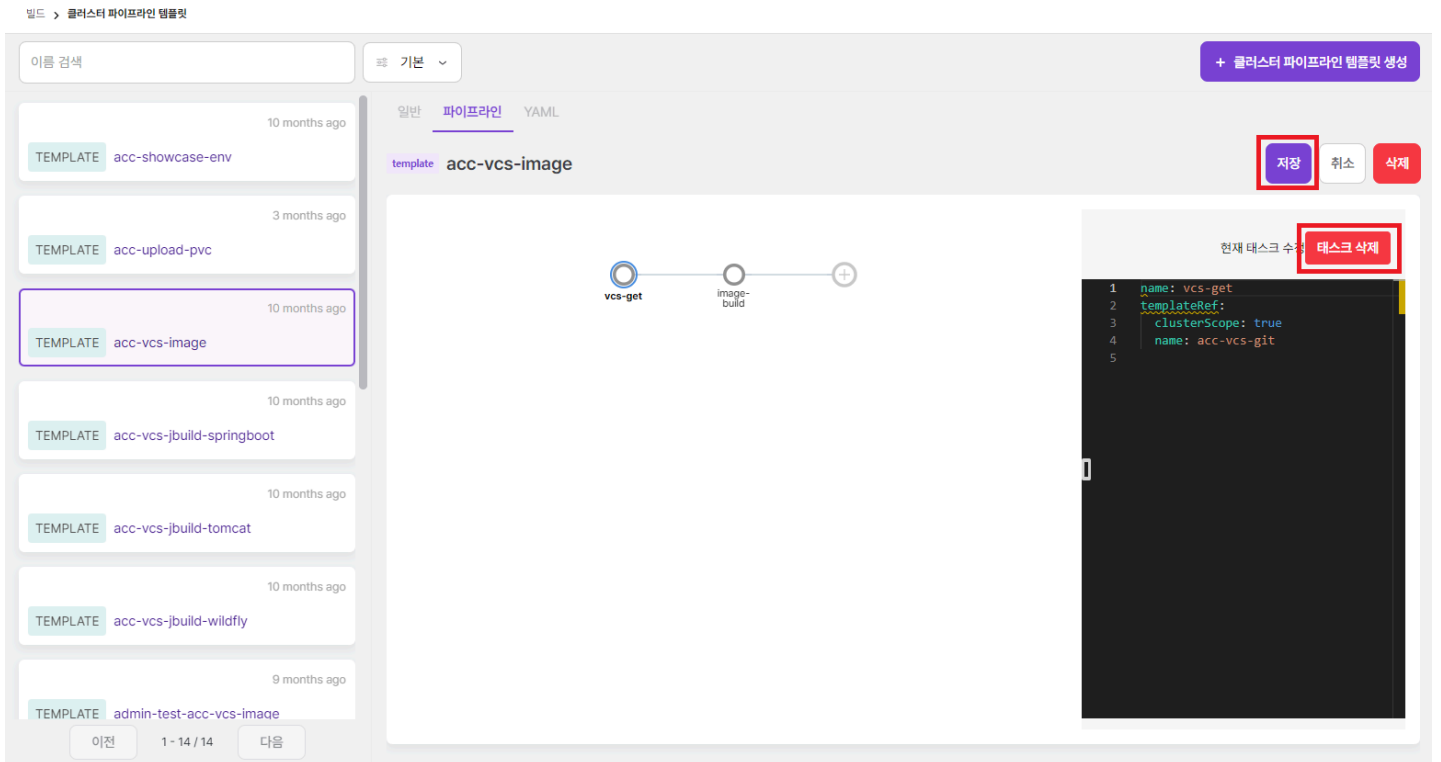 빌드 > 클러스터 파이프라인 템플릿
이름 검색
기본
+ 클러스터 파이프라인 템플릿 생성
10 months ago
TEMPLATE acc-showcase-env
3 months ago
TEMPLATE acc-upload-pvc
10 months ago
TEMPLATE acc-vcs-image
10 months ago
TEMPLATE acc-vcs-jbuild-springboot
10 months ago
TEMPLATE acc-vcs-jbuild-tomcat
10 months ago
TEMPLATE acc-vcs-jbuild-wildfly
9 months ago
TEMPLATE admin-test-acc-vcs-image
이전 1 - 14 / 14 다음
일반 파이프라인 YAML
template acc-vcs-image
저장 취소 삭제
vcs-get
image-
build
현재 태스크 수정 태스크 삭제
1 name: vcs-get
2 templateRef:
3 clusterScope: true
4 name: acc-vcs-git
5